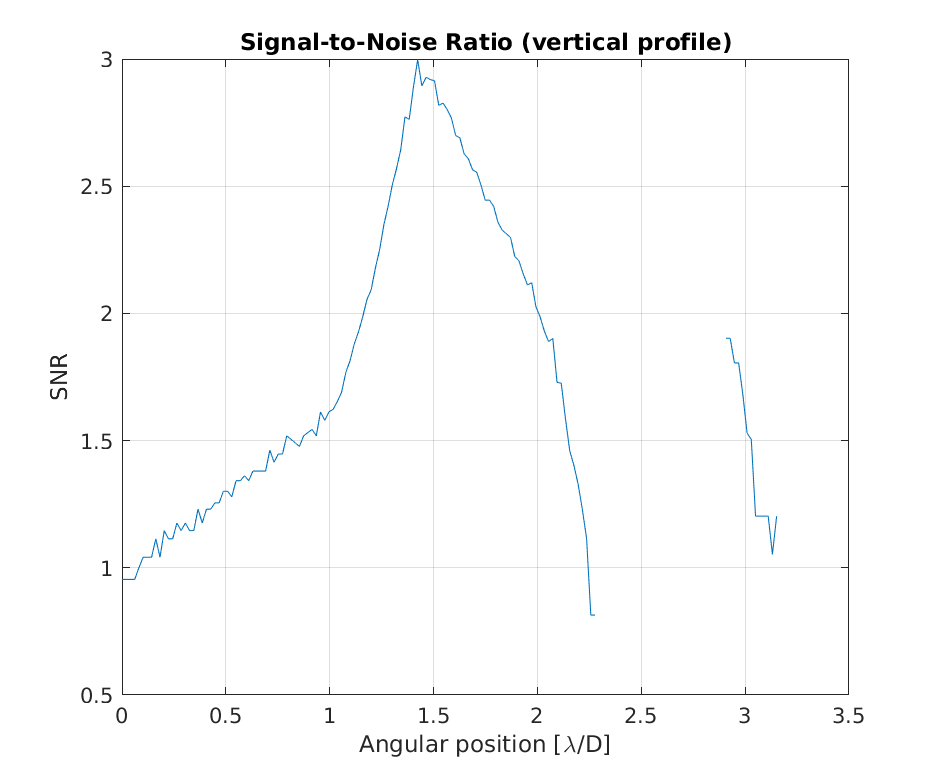 Signal-to-Noise Ratio (vertical profile)
3
2.5
2
1.5
1
0.5
SNR
0 0.5 1 1.5 2 2.5 3 3.5
Angular position [λ/D]